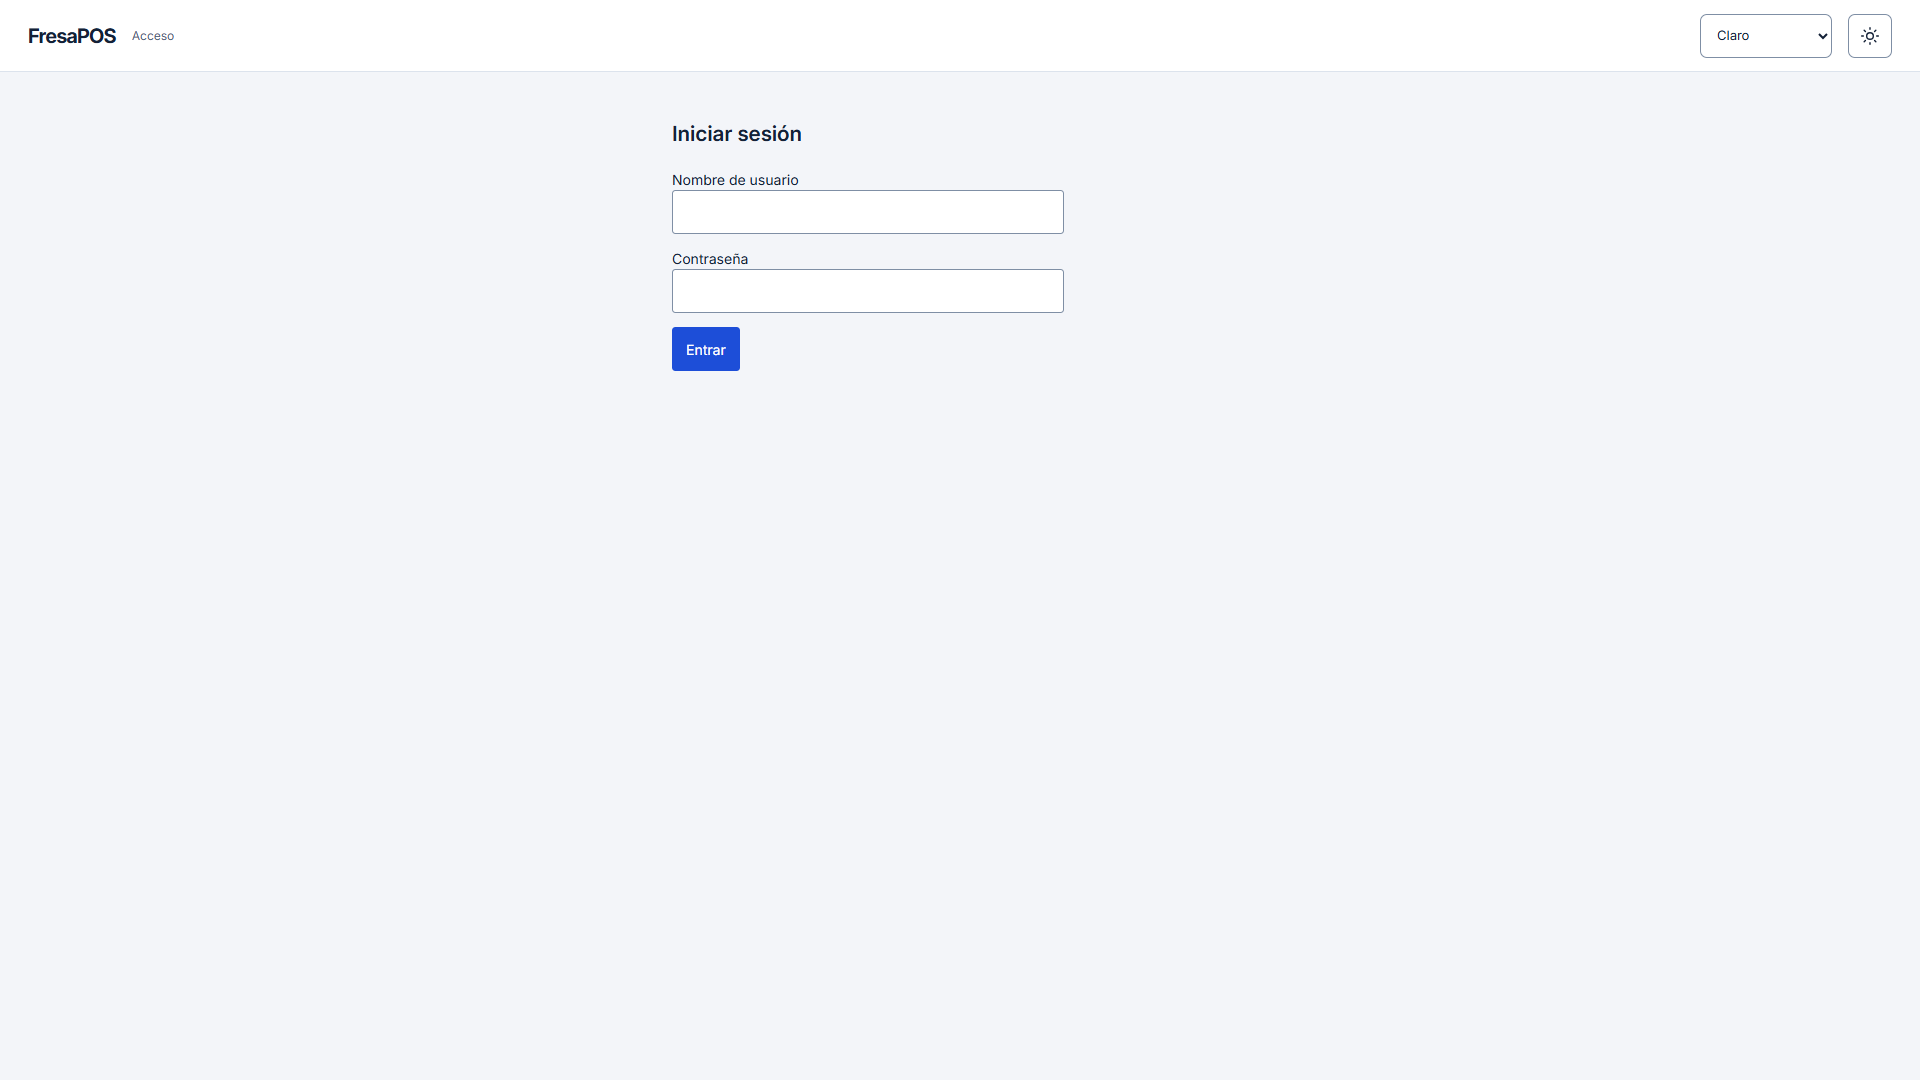 FresaPOS Acceso Claro
Iniciar sesión
Nombre de usuario
Contraseña
Entrar